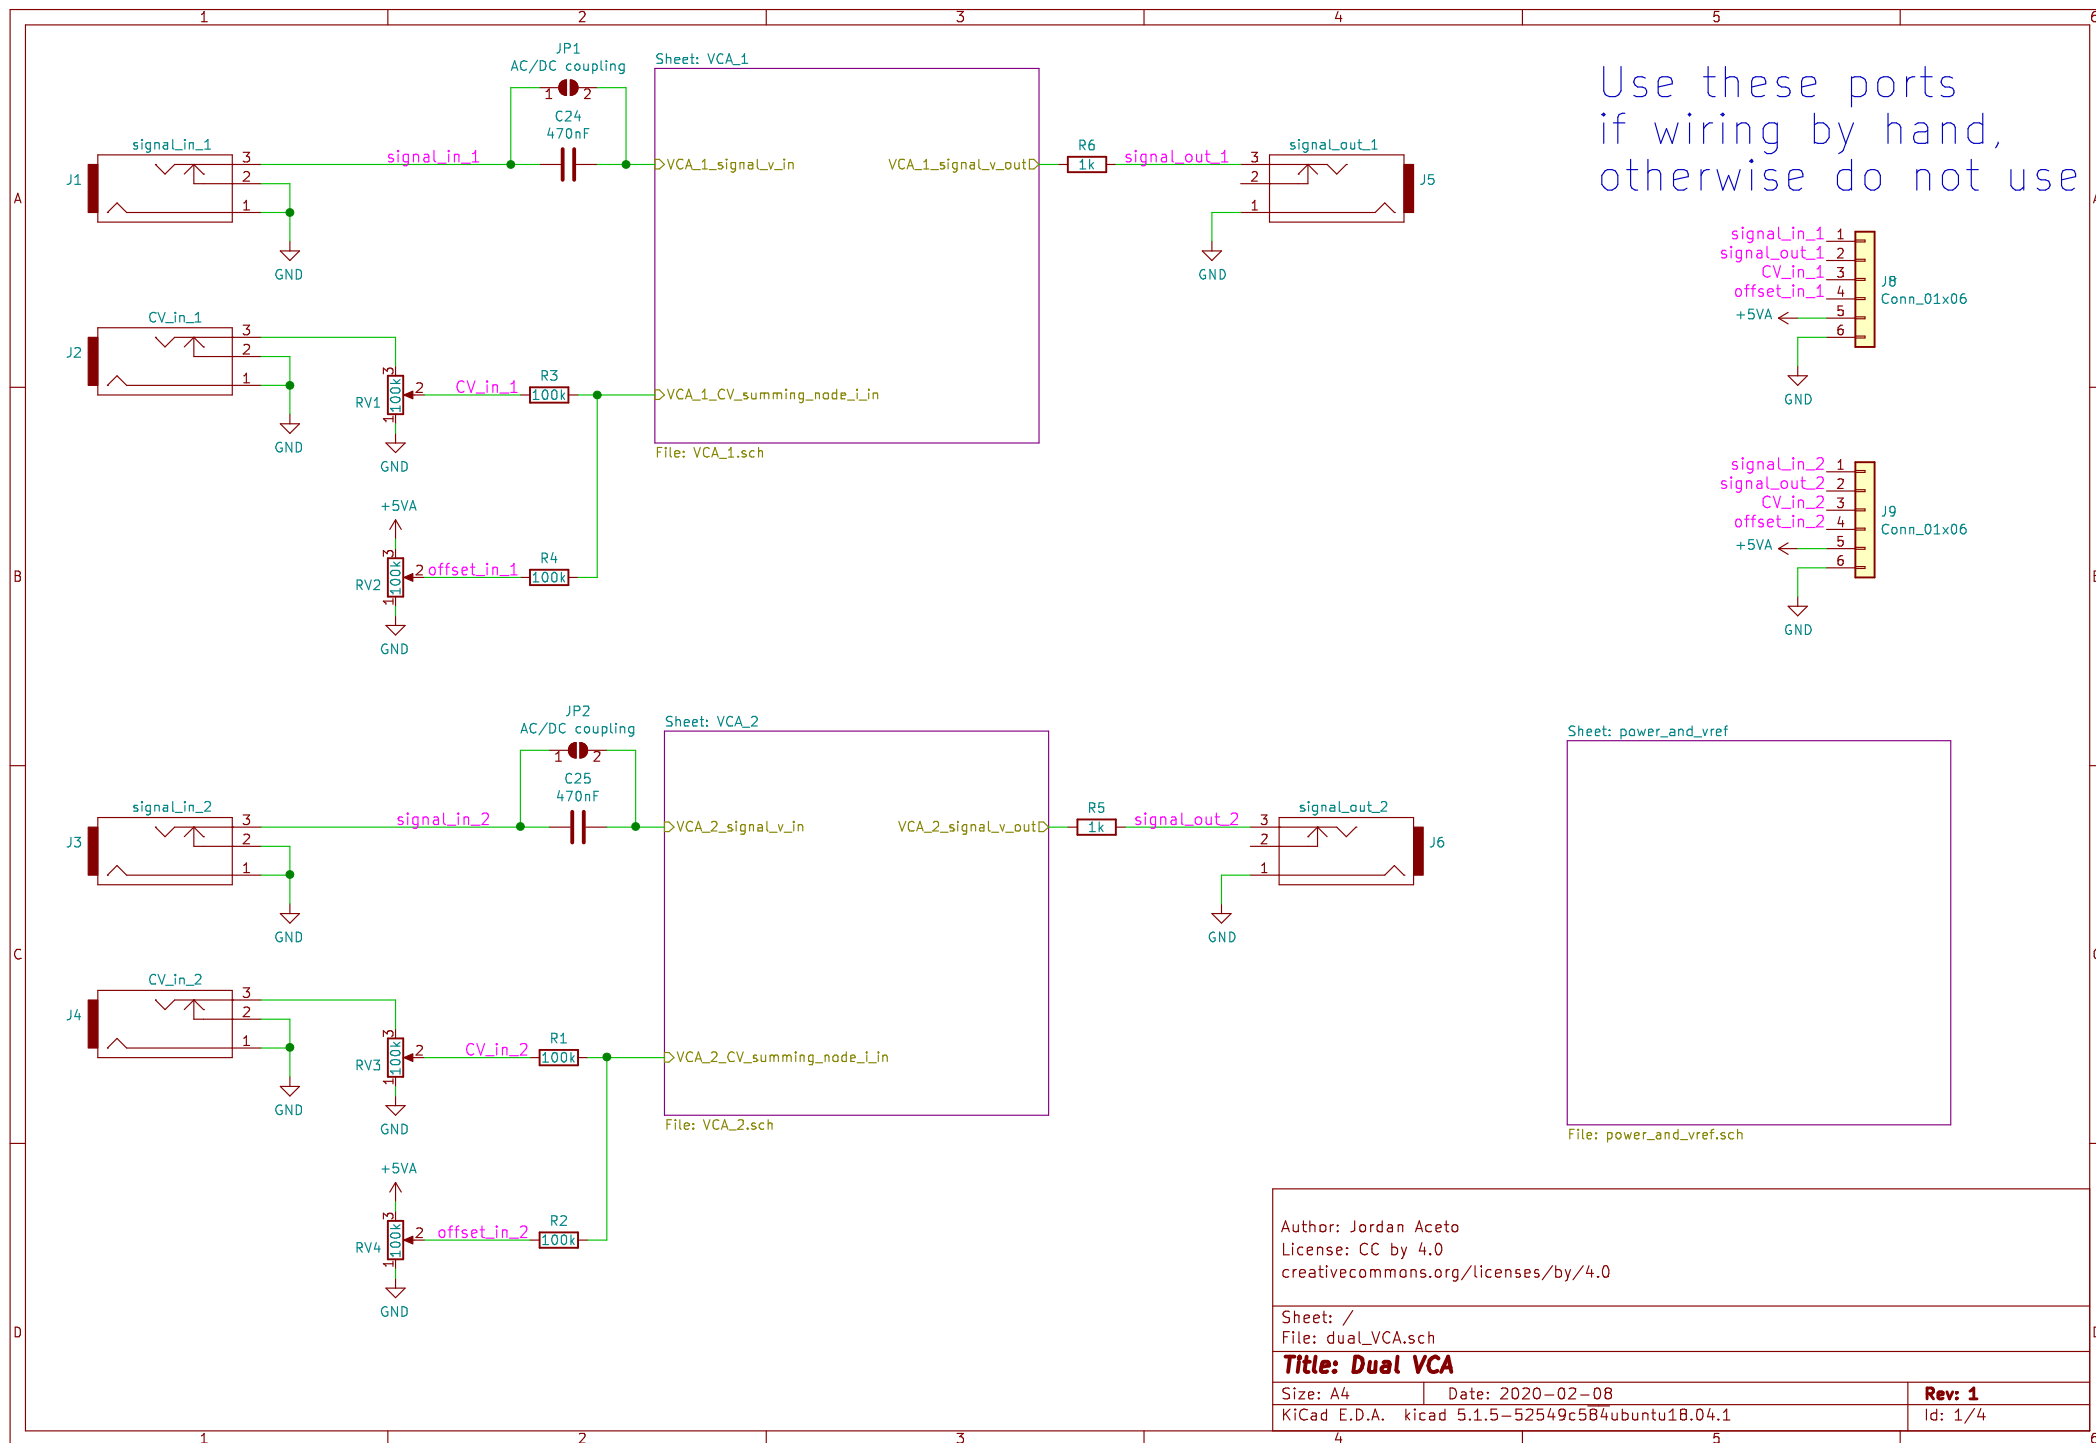 1 2 3 4 5 6
JP1
AC/DC coupling
1 2
C24
470nF
Sheet: VCA_1
Use these ports
if wiring by hand,
otherwise do not use
signal_in_1
J1
3
2
1
GND
signal_in_1
VCA_1_signal_v_in
VCA_1_signal_v_out
R6
1k
signal_out_1
signal_out_1
3
2
1
J5
GND
A
signal_in_1 1
signal_out_1 2
CV_in_1 3
offset_in_1 4
+5VA 5
6
J8
Conn_01x06
GND
CV_in_1
J2
3
2
1
GND
3
RV1
100k
2
1
GND
CV_in_1
R3
100k
VCA_1_CV_summing_node_i_in
File: VCA_1.sch
signal_in_2 1
signal_out_2 2
CV_in_2 3
offset_in_2 4
+5VA 5
6
J9
Conn_01x06
GND
+5VA
3
RV2
100k
2
1
GND
offset_in_1
R4
100k
B
JP2
AC/DC coupling
1 2
C25
470nF
Sheet: VCA_2
Sheet: power_and_vref
signal_in_2
J3
3
2
1
GND
signal_in_2
VCA_2_signal_v_in
VCA_2_signal_v_out
R5
1k
signal_out_2
signal_out_2
3
2
1
J6
GND
C
CV_in_2
J4
3
2
1
GND
3
RV3
100k
2
1
GND
CV_in_2
R1
100k
VCA_2_CV_summing_node_i_in
File: VCA_2.sch
File: power_and_vref.sch
+5VA
3
RV4
100k
2
1
GND
offset_in_2
R2
100k
D
Author: Jordan Aceto
License: CC by 4.0
creativecommons.org/licenses/by/4.0
Sheet: /
File: dual_VCA.sch
Title: Dual VCA
Size: A4 Date: 2020-02-08 Rev: 1
KiCad E.D.A. kicad 5.1.5-52549c584ubuntu18.04.1 Id: 1/4
1 2 3 4 5 6